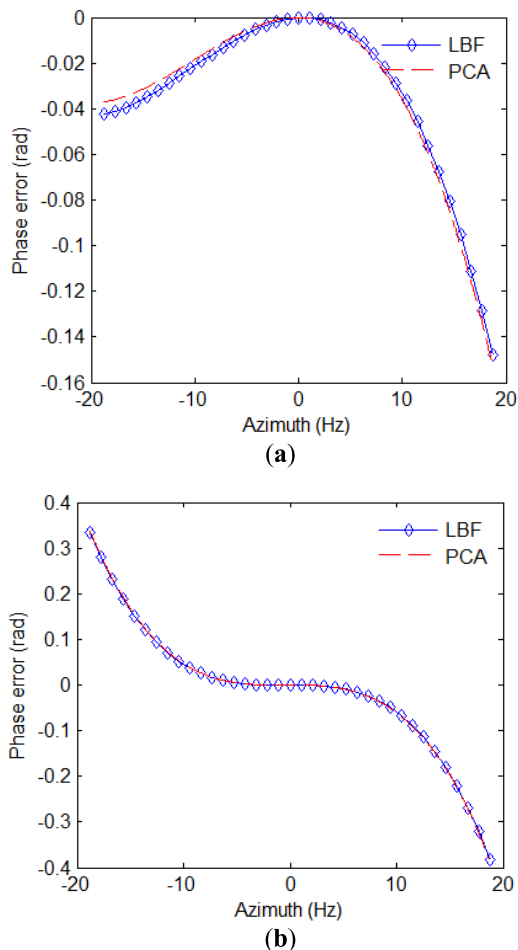 0
-0.02
-0.04
-0.06
-0.08
-0.1
-0.12
-0.14
-0.16
Phase error (rad)
LBF
PCA
-20 -10 0 10 20
Azimuth (Hz)
(a)
0.4
0.3
0.2
0.1
0
-0.1
-0.2
-0.3
-0.4
Phase error (rad)
LBF
PCA
-20 -10 0 10 20
Azimuth (Hz)
(b)